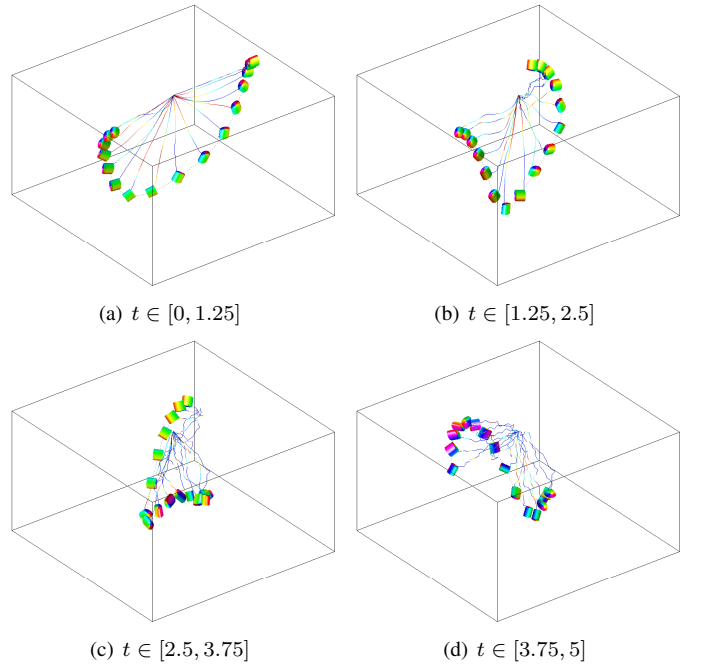 (a) t ∈ [0, 1.25]
(b) t ∈ [1.25, 2.5]
(c) t ∈ [2.5, 3.75]
(d) t ∈ [3.75, 5]